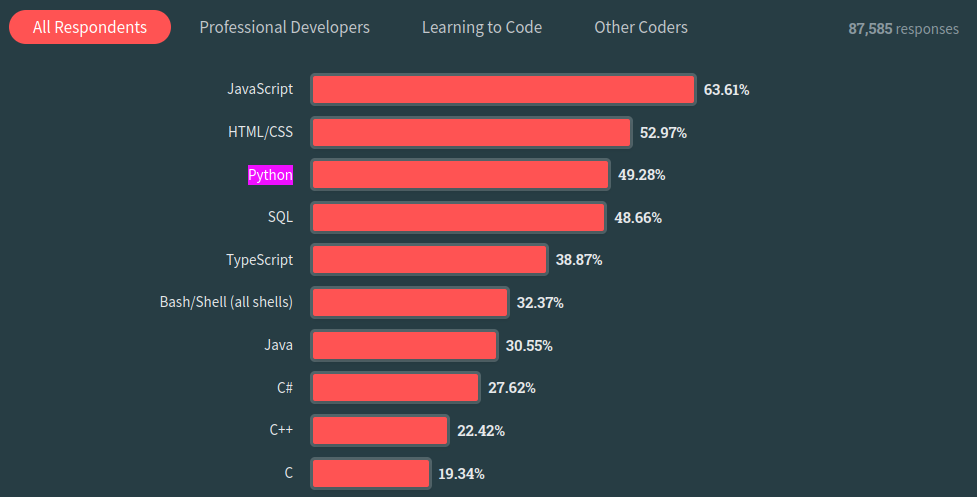 All Respondents Professional Developers Learning to Code Other Coders 87,585 responses
JavaScript 63.61%
HTML/CSS 52.97%
Python 49.28%
SQL 48.66%
TypeScript 38.87%
Bash/Shell (all shells) 32.37%
Java 30.55%
C# 27.62%
C++ 22.42%
C 19.34%